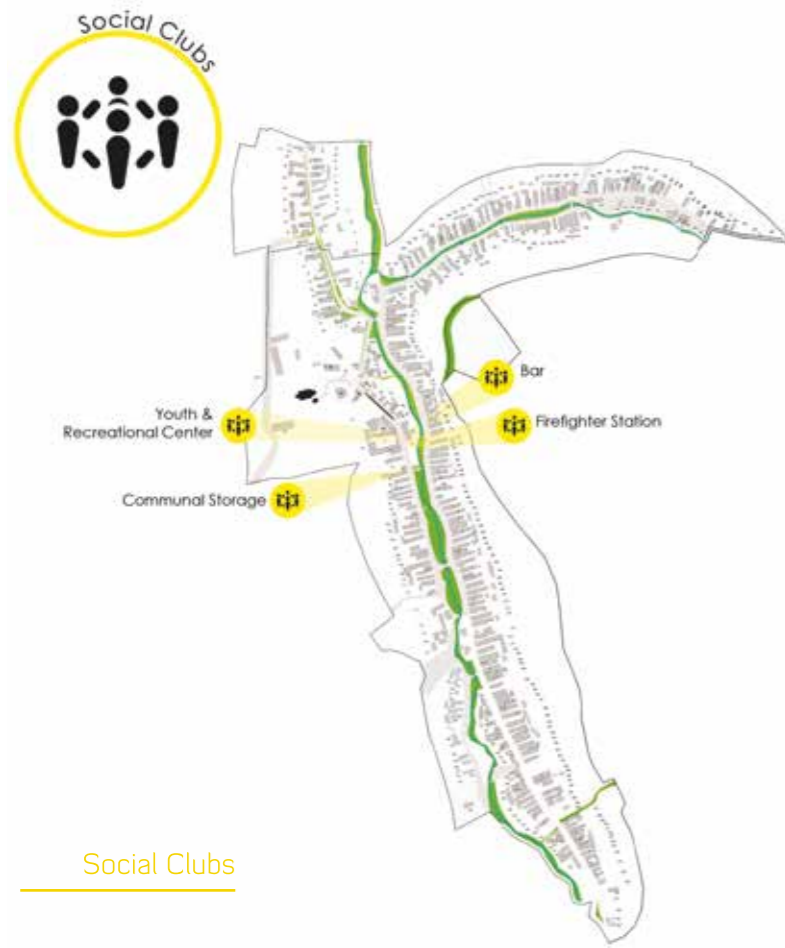 Social Clubs
Bar
Youth &
Recreational Center
Firefighter Station
Communal Storage
Social Clubs